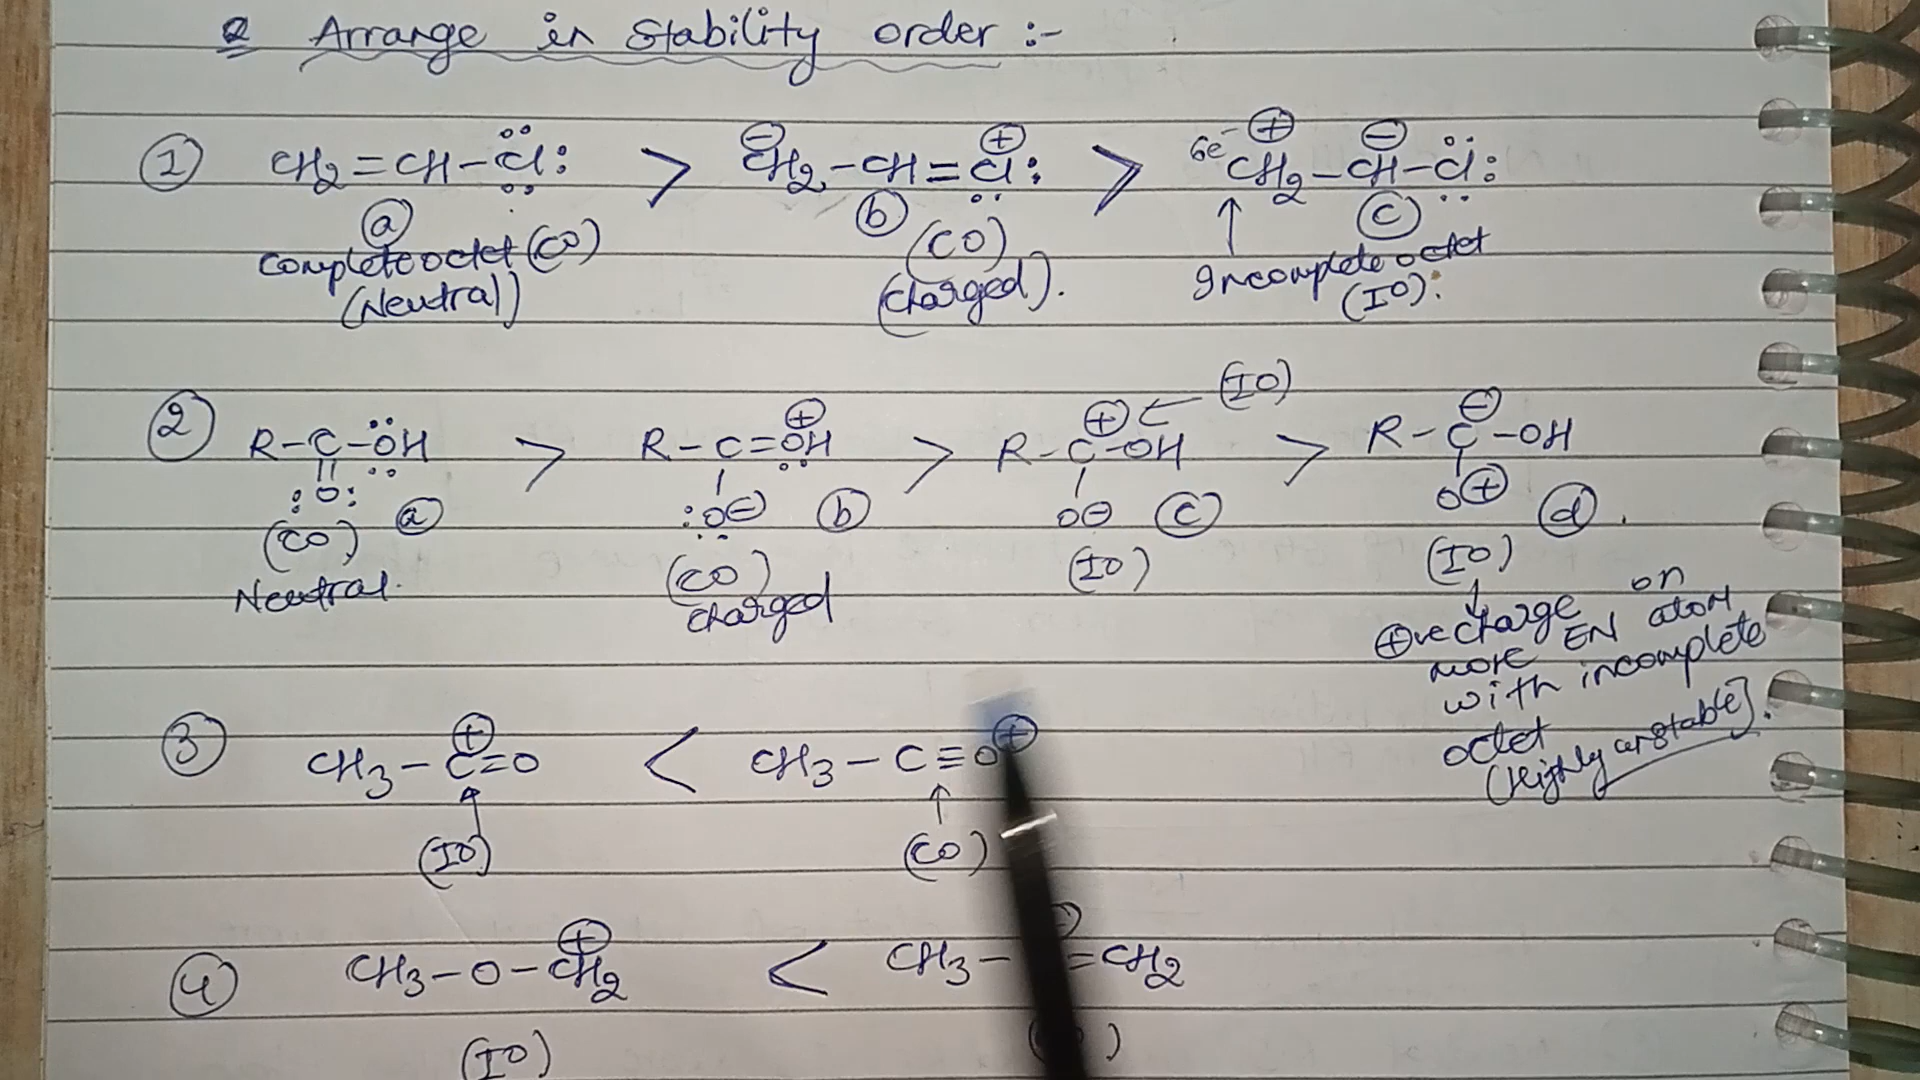 Q Arrange in Stability order :-
① CH2=CH-Cl: > ⊖CH2-CH=Cl⊕: > 6e⁻ CH2⊕-CH⊖-Cl:
ⓐ ⓑ ⓒ
Complete octet (CO) (CO) Incomplete octet
(Neutral) (charged). (IO).
(IO)
② R-C-OH > R-C=OH⊕ > R-C⊕-OH > R-C⊖-OH
:O: ⓐ :O⊖ ⓑ O⊖ ⓒ O⊕ ⓓ.
(CO) (CO) (IO) (IO)
Neutral. charged
⊕ve charge on
more EN atom
with incomplete
octet
(Highly unstable).
③ CH3-C⊕=O < CH3-C≡O⊕
(IO) (CO)
④ CH3-O-CH2⊕ < CH3- =CH2
(IO) )